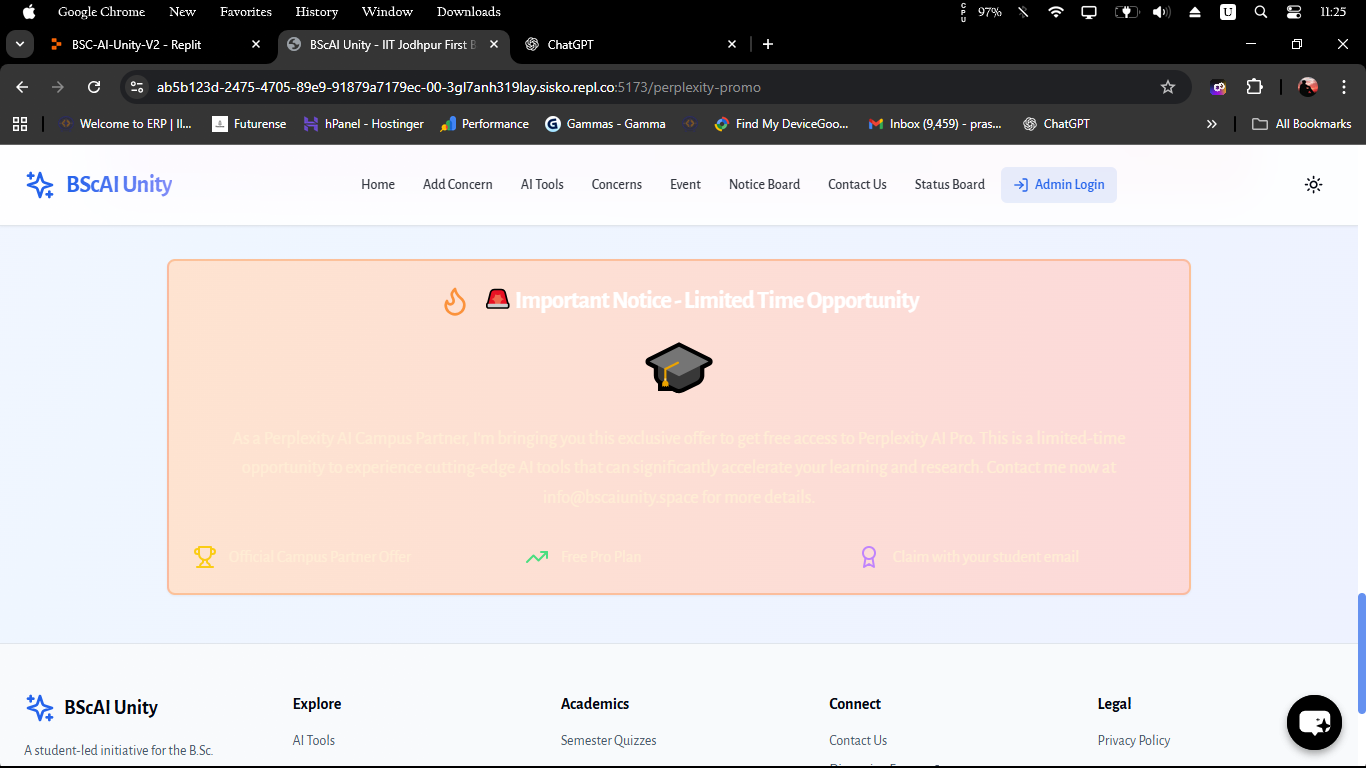 Google Chrome New Favorites History Window Downloads CPU 97% U 11:25
BSC-AI-Unity-V2 - Replit BScAI Unity - IIT Jodhpur First B ChatGPT
ab5b123d-2475-4705-89e9-91879a7179ec-00-3gl7anh319lay.sisko.repl.co:5173/perplexity-promo
Welcome to ERP | II... Futurense hPanel - Hostinger Performance Gammas - Gamma Find My DeviceGoo... Inbox (9,459) - pras... ChatGPT » All Bookmarks
BScAI Unity Home Add Concern AI Tools Concerns Event Notice Board Contact Us Status Board Admin Login
Important Notice - Limited Time Opportunity
As a Perplexity AI Campus Partner, I'm bringing you this exclusive offer to get free access to Perplexity AI Pro. This is a limited-time
opportunity to experience cutting-edge AI tools that can significantly accelerate your learning and research. Contact me now at
info@bscaiunity.space for more details.
Official Campus Partner Offer Free Pro Plan Claim with your student email
BScAI Unity Explore Academics Connect Legal
AI Tools Semester Quizzes Contact Us Privacy Policy
A student-led initiative for the B.Sc.